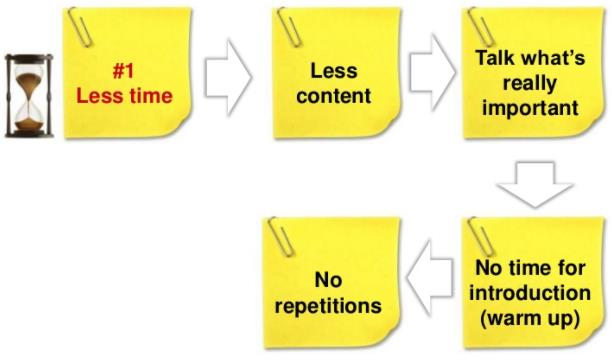 #1
Less time
Less
content
Talk what's
really
important
No time for
introduction
(warm up)
No
repetitions